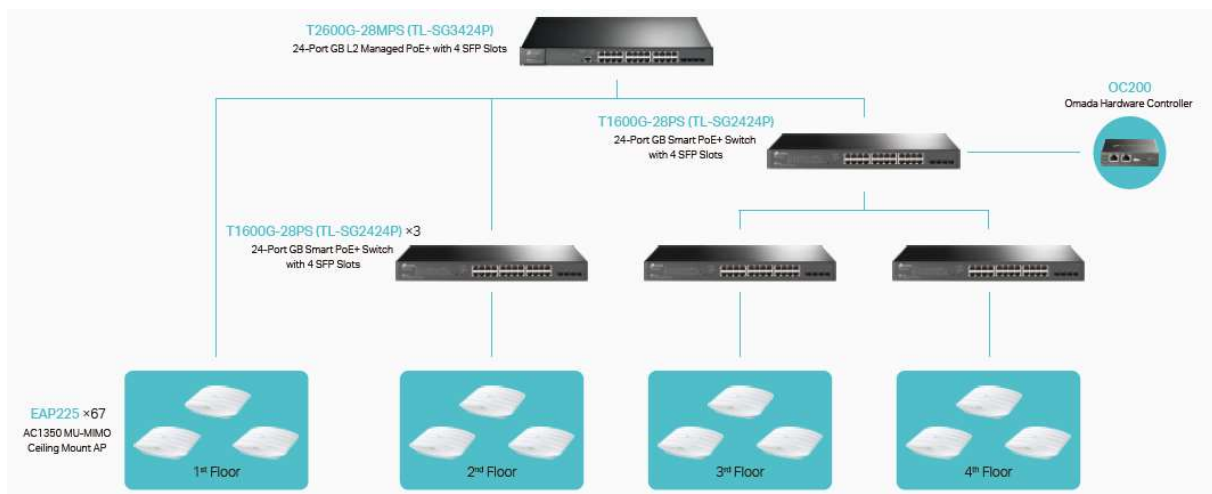 T2600G-28MPS (TL-SG3424P)
24-Port GB L2 Managed PoE+ with 4 SFP Slots
OC200
Omada Hardware Controller
T1600G-28PS (TL-SG2424P)
24-Port GB Smart PoE+ Switch
with 4 SFP Slots
T1600G-28PS (TL-SG2424P) ×3
24-Port GB Smart PoE+ Switch
with 4 SFP Slots
EAP225 ×67
AC1350 MU-MIMO
Ceiling Mount AP
1st Floor
2nd Floor
3rd Floor
4th Floor